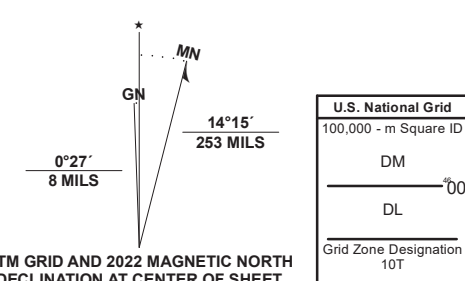 ★
MN
GN
14°15´
253 MILS
0°27´
8 MILS
TM GRID AND 2022 MAGNETIC NORTH
DECLINATION AT CENTER OF SHEET
U.S. National Grid
100,000 - m Square ID
DM
⁴⁶00
DL
Grid Zone Designation
10T